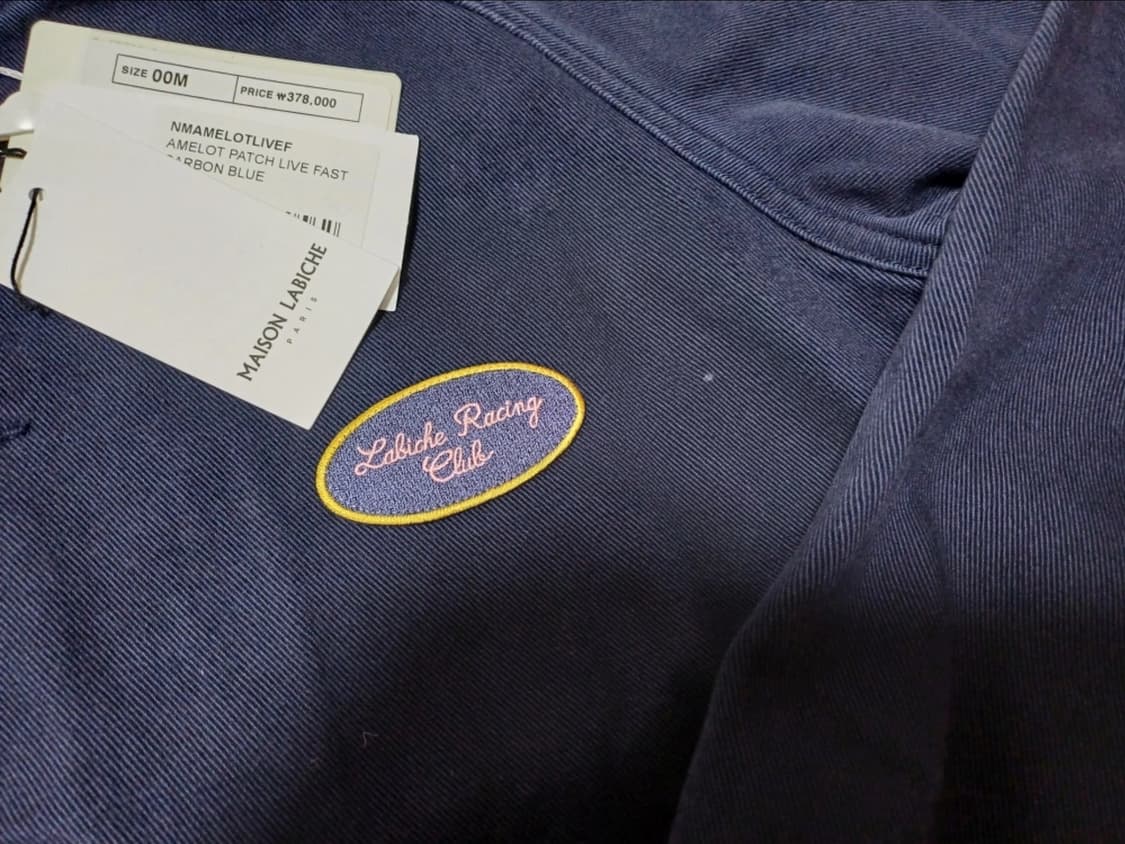 SIZE 00M
PRICE ₩378,000
NMAMELOTLIVEF
AMELOT PATCH LIVE FAST
ARBON BLUE
MAISON LABICHE
PARIS
Labiche Racing
Club